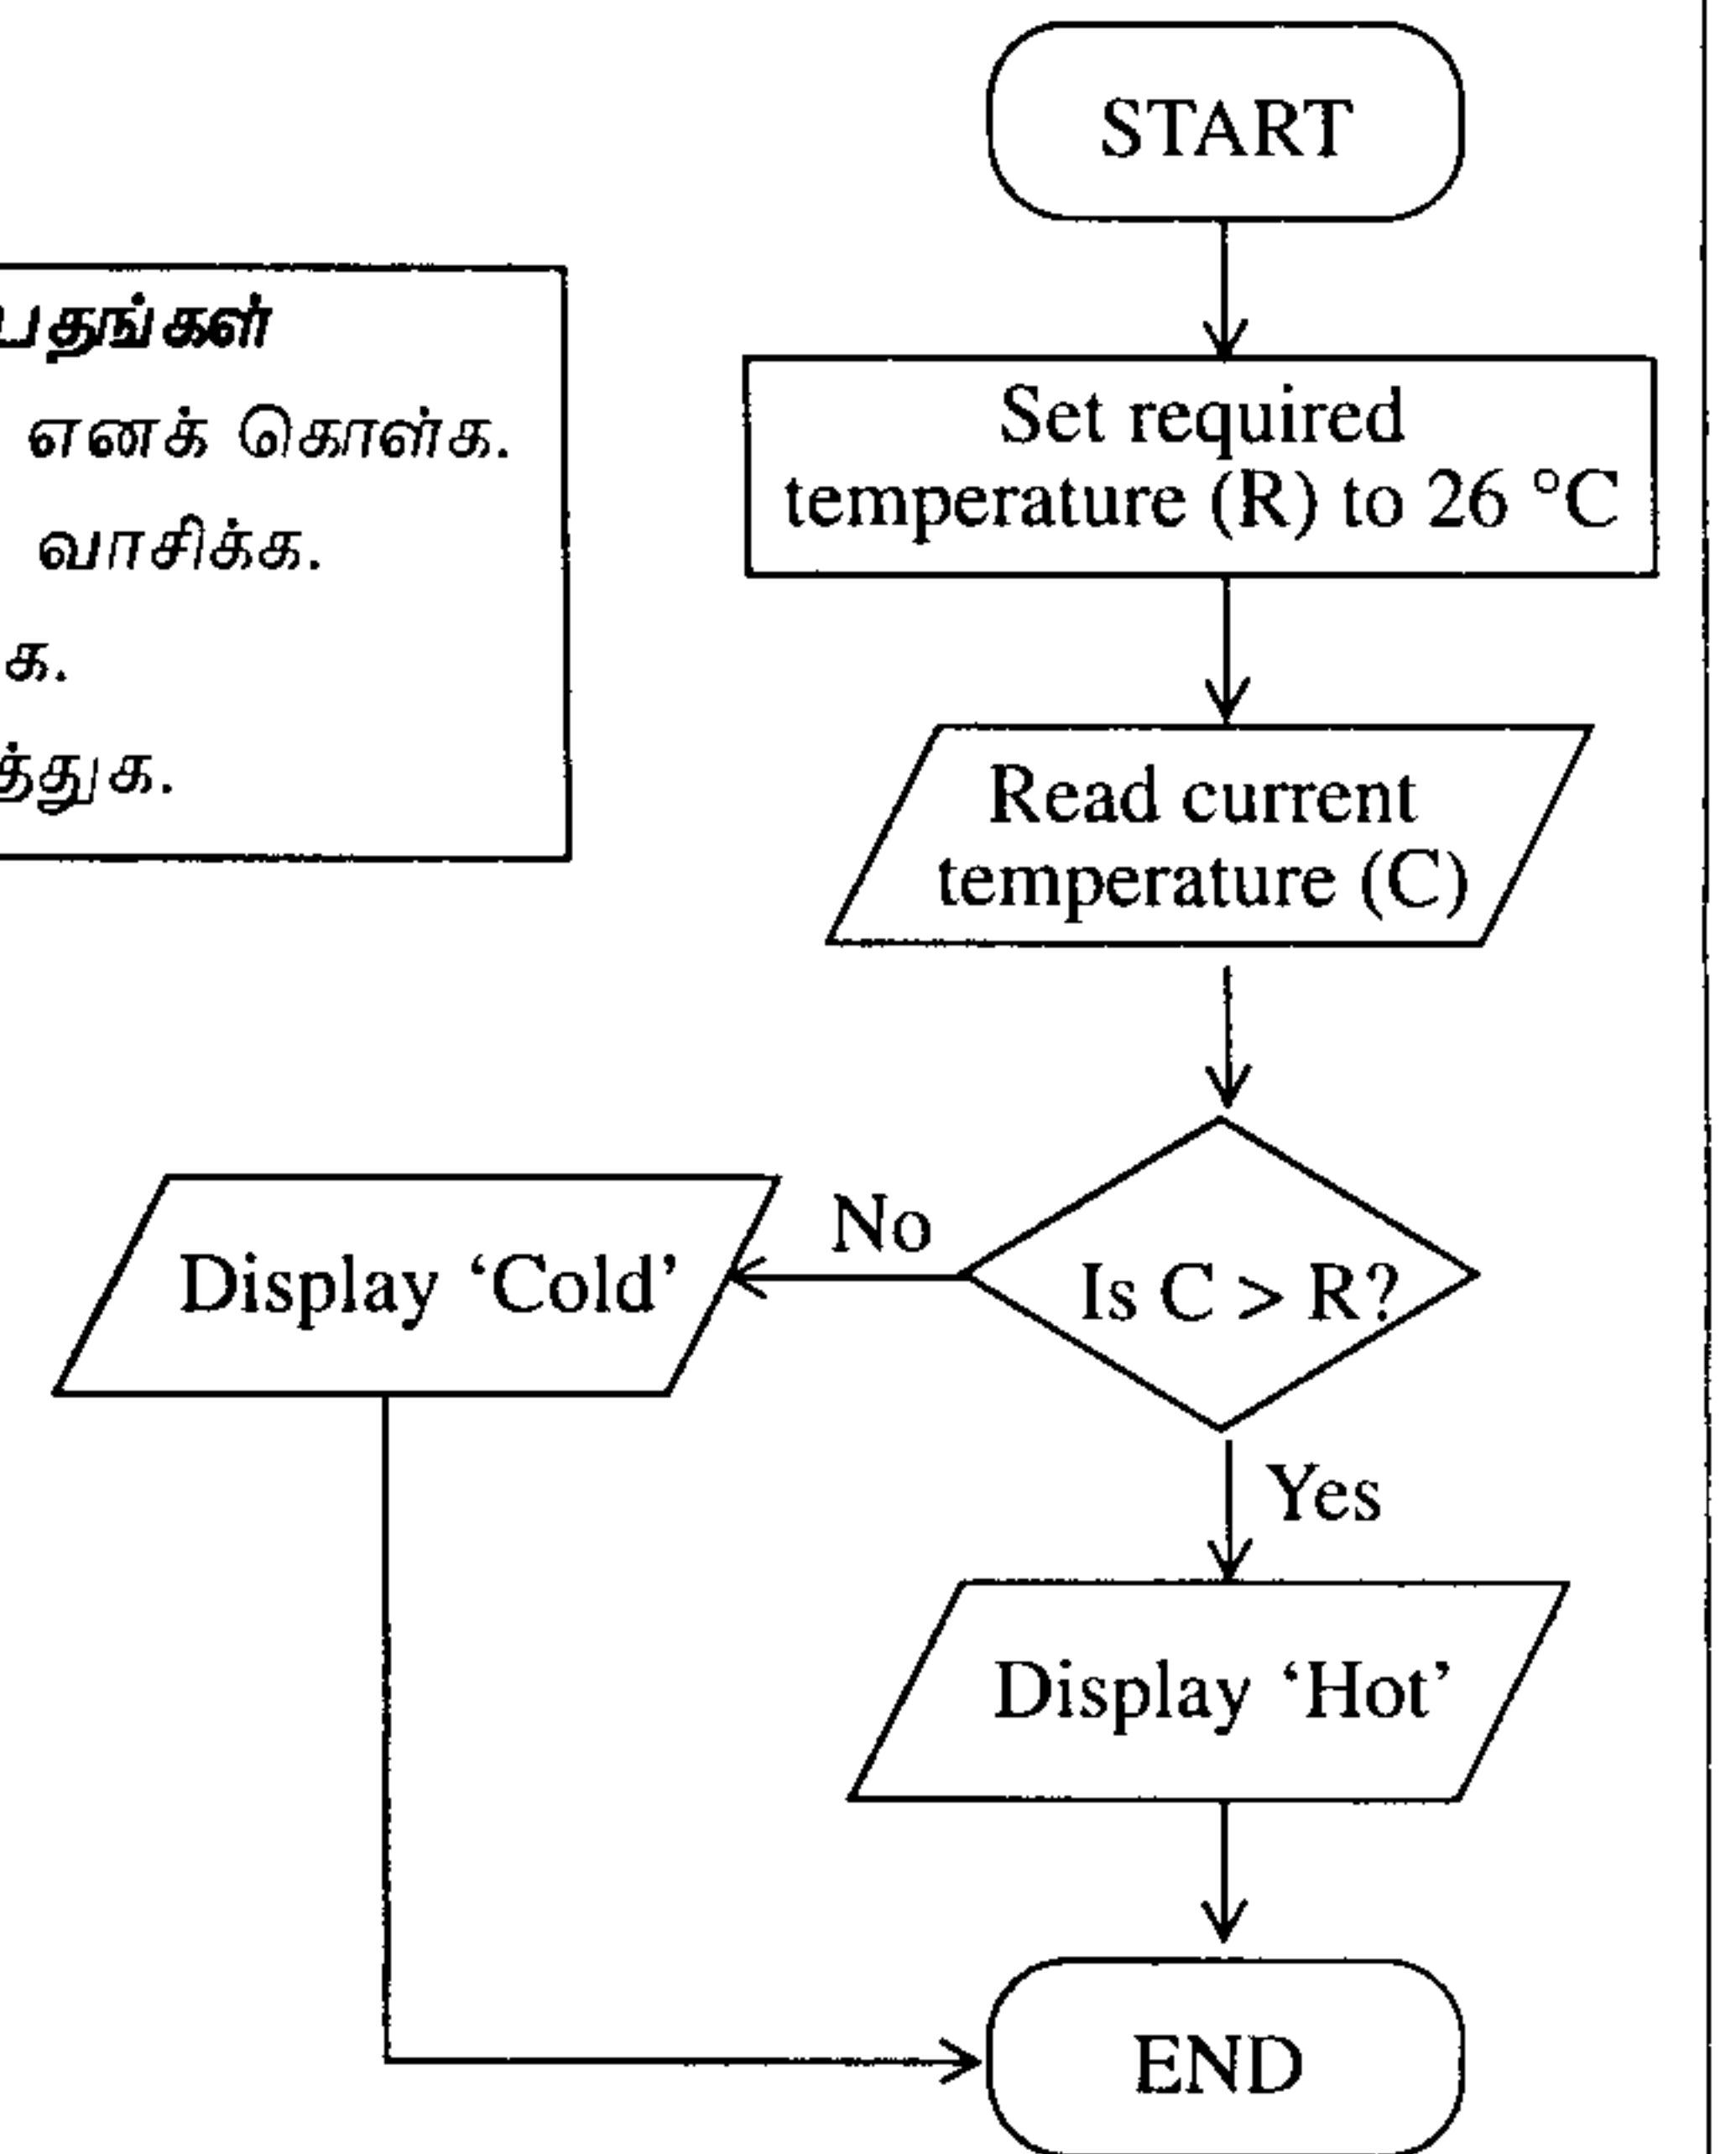 பதங்கள்
எனக் கொள்க.
வாசிக்க.
START
Set required
temperature (R) to 26 °C
Read current
temperature (C)
Is C > R?
No
Display ‘Cold’
Yes
Display ‘Hot’
END